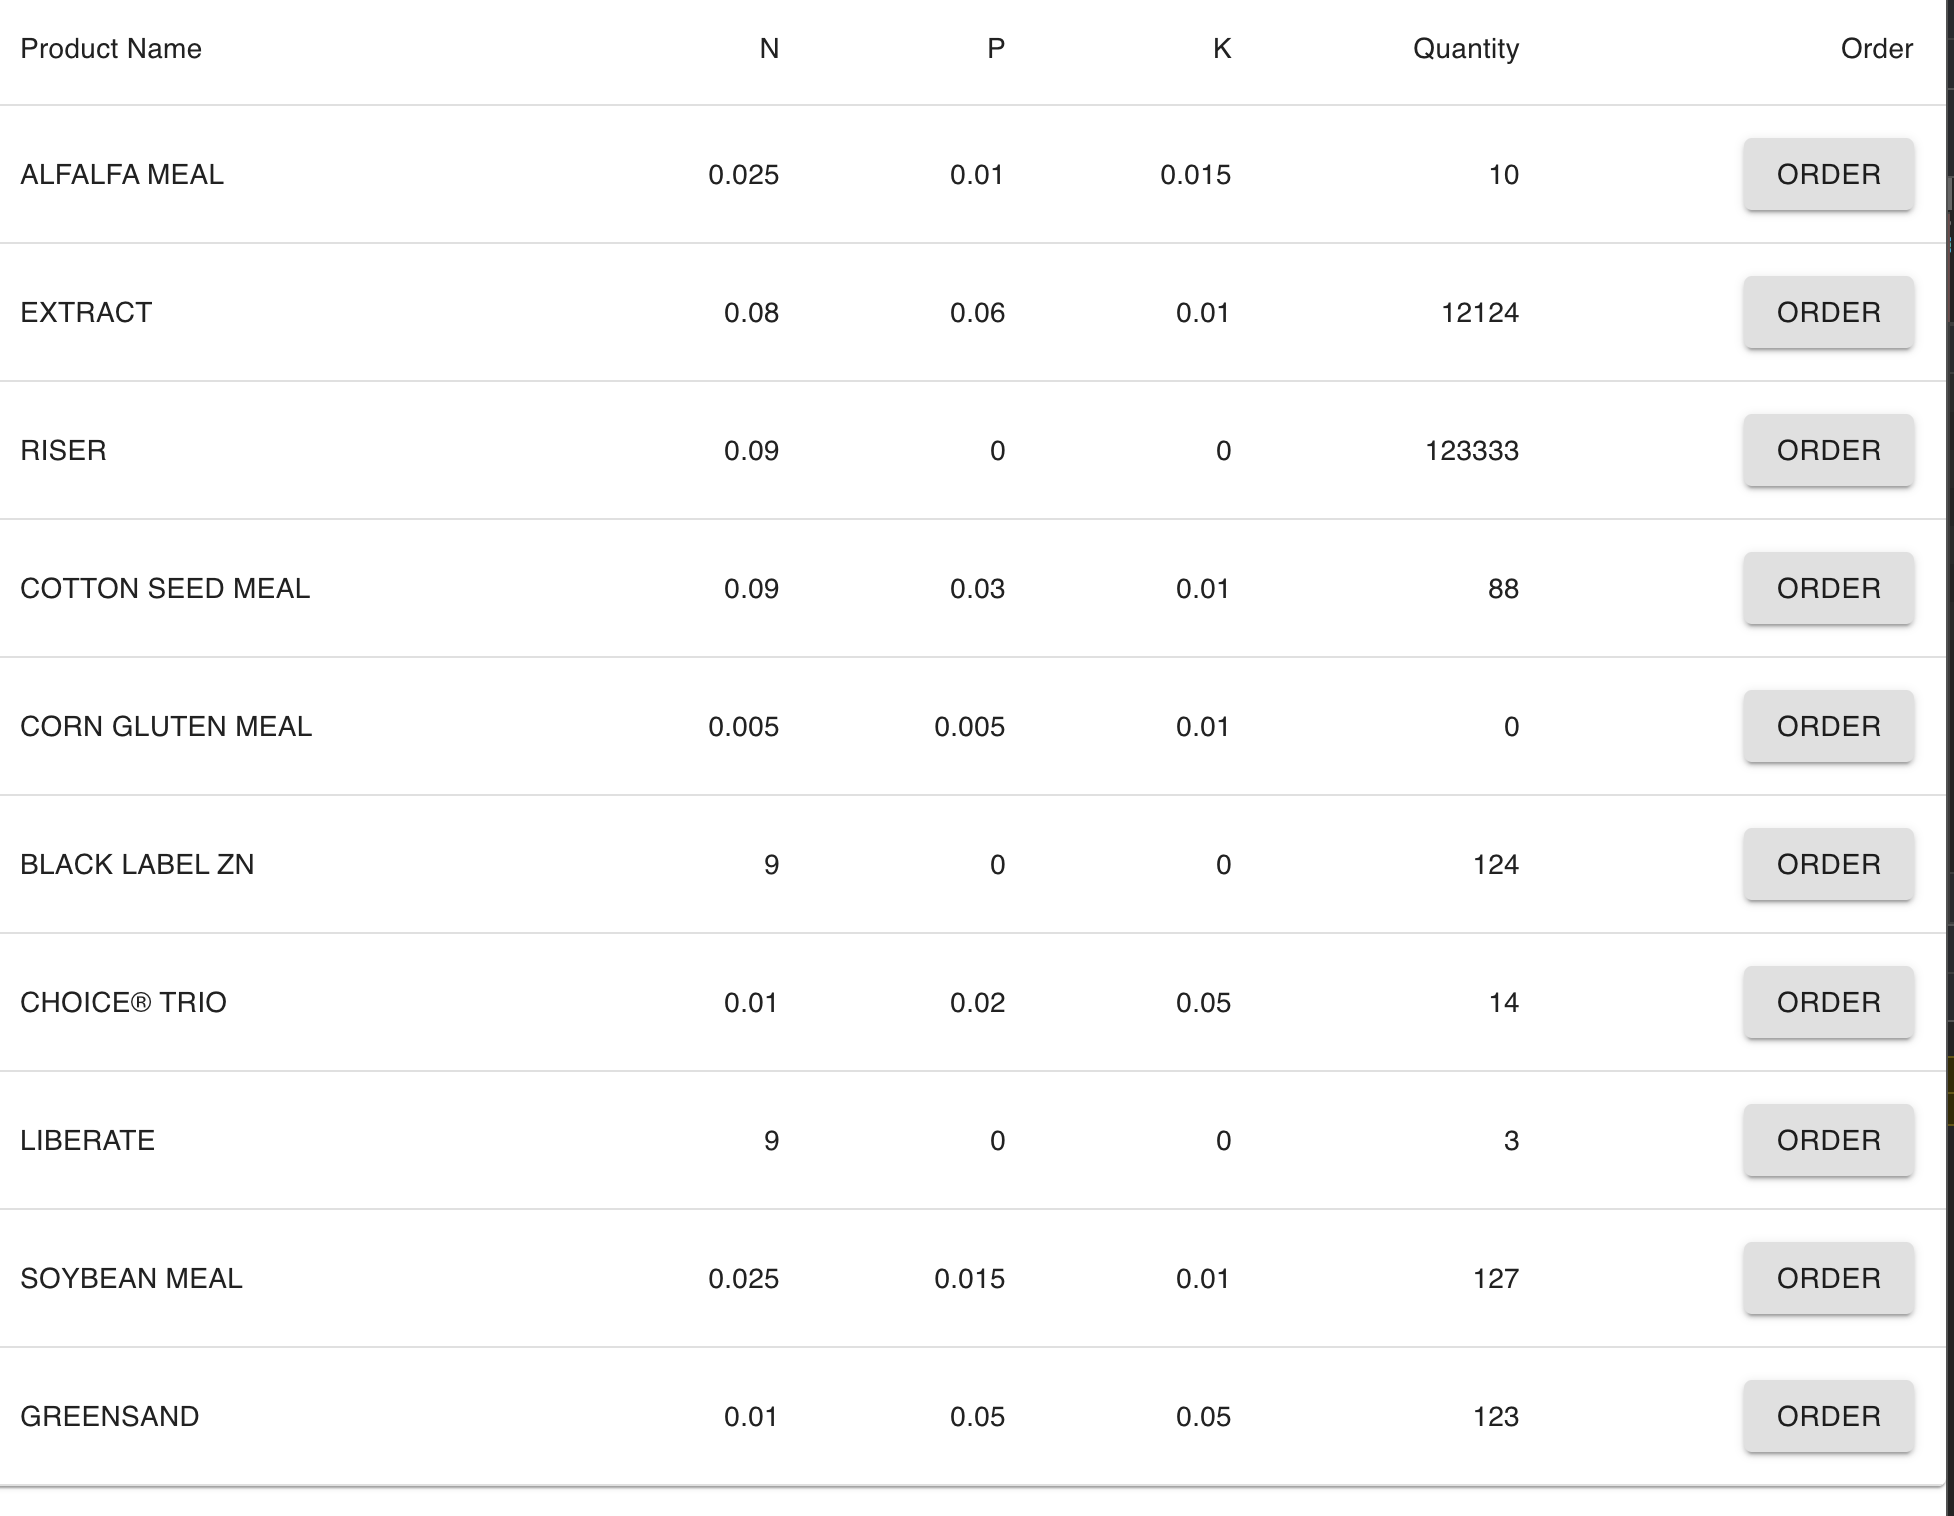 Product Name N P K Quantity Order
ALFALFA MEAL 0.025 0.01 0.015 10 ORDER
EXTRACT 0.08 0.06 0.01 12124 ORDER
RISER 0.09 0 0 123333 ORDER
COTTON SEED MEAL 0.09 0.03 0.01 88 ORDER
CORN GLUTEN MEAL 0.005 0.005 0.01 0 ORDER
BLACK LABEL ZN 9 0 0 124 ORDER
CHOICE® TRIO 0.01 0.02 0.05 14 ORDER
LIBERATE 9 0 0 3 ORDER
SOYBEAN MEAL 0.025 0.015 0.01 127 ORDER
GREENSAND 0.01 0.05 0.05 123 ORDER